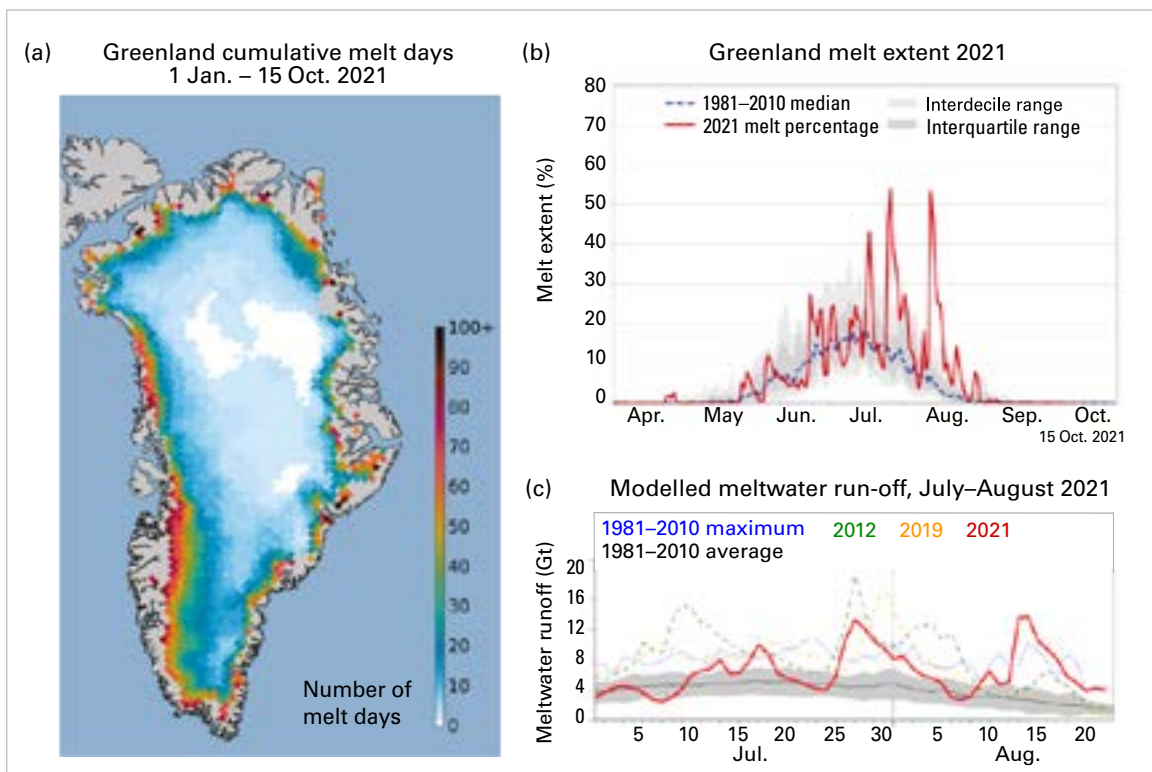 (a) Greenland cumulative melt days
1 Jan. – 15 Oct. 2021
100+
90
80
70
60
50
40
30
20
10
0
Number of
melt days
(b) Greenland melt extent 2021
1981–2010 median
2021 melt percentage
Interdecile range
Interquartile range
Melt extent (%)
80
70
60
50
40
30
20
10
0
Apr. May Jun. Jul. Aug. Sep. Oct.
15 Oct. 2021
(c) Modelled meltwater run-off, July–August 2021
1981–2010 maximum 2012 2019 2021
1981–2010 average
Meltwater runoff (Gt)
20
16
12
8
4
0
5 10 15 20 25 30 5 10 15 20
Jul. Aug.